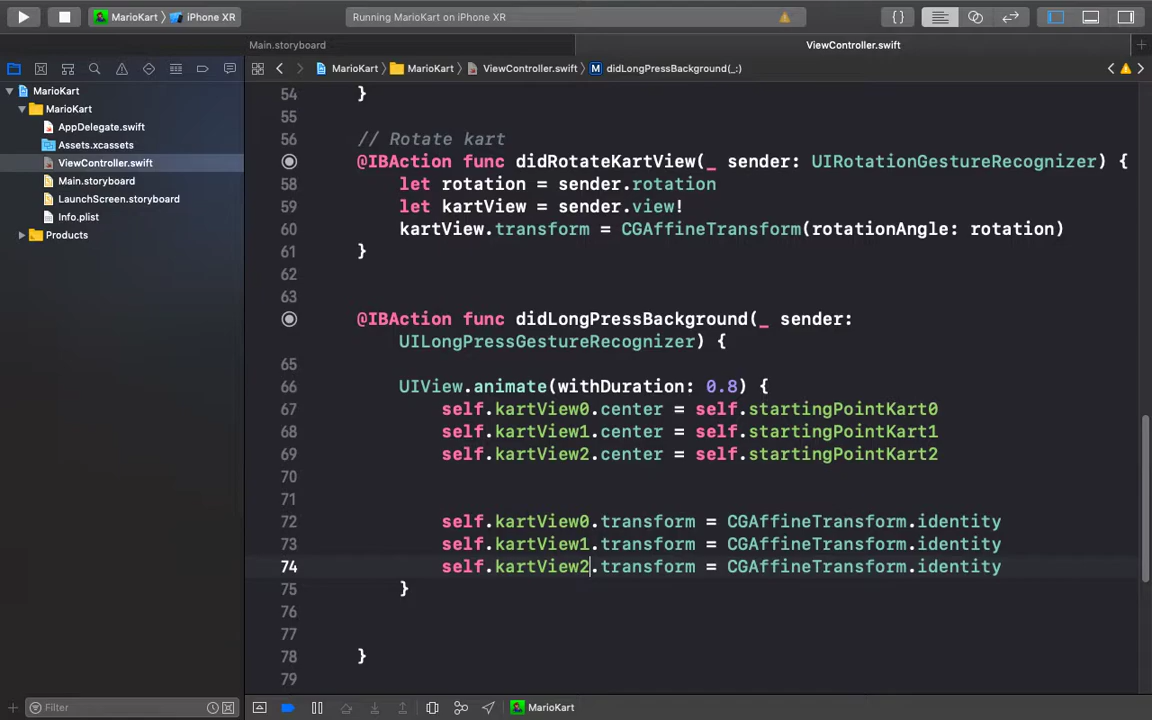 MarioKart
iPhone XR
Running MarioKart on iPhone XR
{}
Main.storyboard
ViewController.swift
MarioKart
MarioKart
ViewController.swift
M
didLongPressBackground(_:)
MarioKart
MarioKart
AppDelegate.swift
Assets.xcassets
ViewController.swift
Main.storyboard
LaunchScreen.storyboard
Info.plist
Products
54 }
55
56 // Rotate kart
@IBAction func didRotateKartView(_ sender: UIRotationGestureRecognizer) {
58 let rotation = sender.rotation
59 let kartView = sender.view!
60 kartView.transform = CGAffineTransform(rotationAngle: rotation)
61 }
62
63
@IBAction func didLongPressBackground(_ sender:
UILongPressGestureRecognizer) {
65
66 UIView.animate(withDuration: 0.8) {
67 self.kartView0.center = self.startingPointKart0
68 self.kartView1.center = self.startingPointKart1
69 self.kartView2.center = self.startingPointKart2
70
71
72 self.kartView0.transform = CGAffineTransform.identity
73 self.kartView1.transform = CGAffineTransform.identity
74 self.kartView2.transform = CGAffineTransform.identity
75 }
76
77
78 }
79
Filter
MarioKart